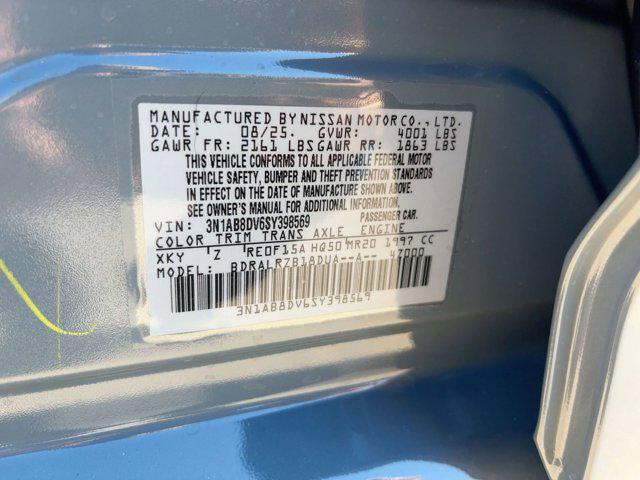 MANUFACTURED BY NISSAN MOTOR CO., LTD.
DATE: 08/25. GVWR: 4001 LBS
GAWR FR: 2161 LBS GAWR RR: 1863 LBS
THIS VEHICLE CONFORMS TO ALL APPLICABLE FEDERAL MOTOR
VEHICLE SAFETY, BUMPER AND THEFT PREVENTION STANDARDS
IN EFFECT ON THE DATE OF MANUFACTURE SHOWN ABOVE.
SEE OWNER'S MANUAL FOR ADDITIONAL INFORMATION.
VIN: 3N1AB8DV6SY398569 PASSENGER CAR.
COLOR TRIM TRANS AXLE ENGINE
XKY Z RE0F15A HQ50 MR20 1997 CC
MODEL: BDRALRZB18DUA--A-- 47000
3N1AB8DV6SY398569